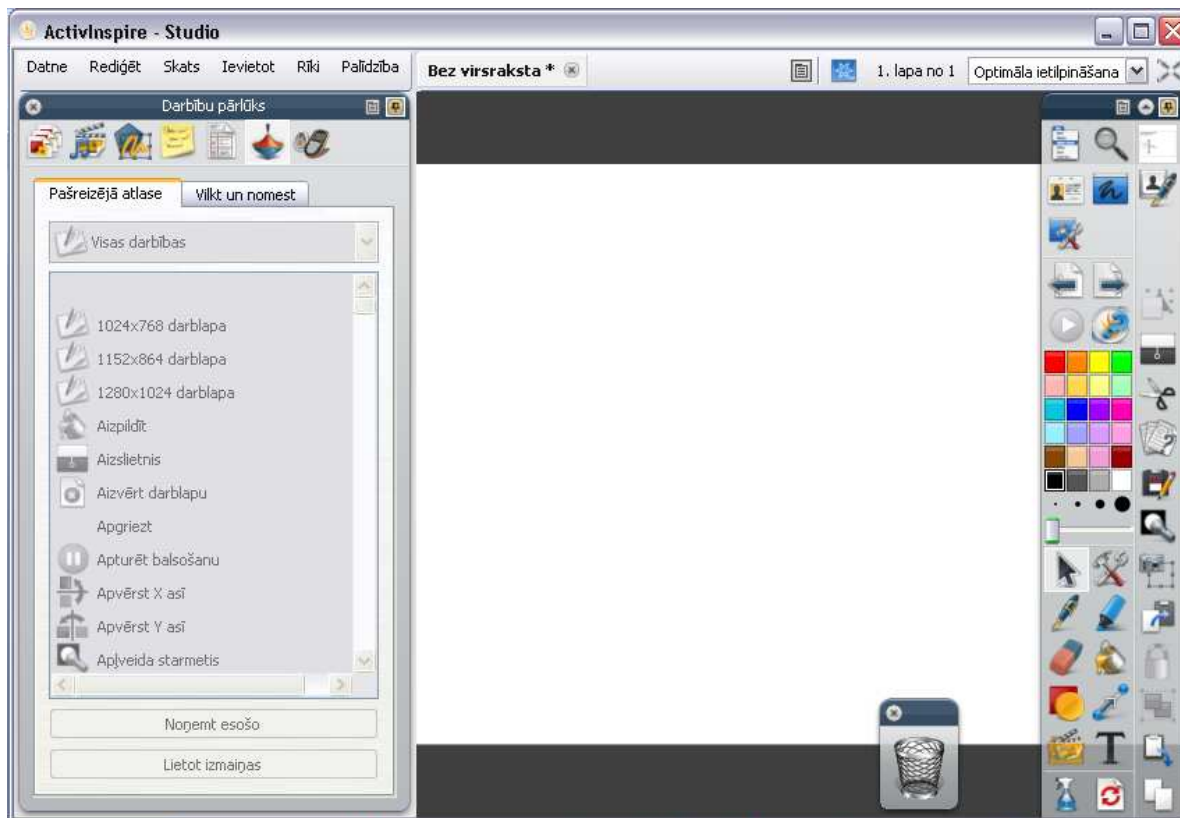 ActivInspire - Studio
Datne Rediģēt Skats Ievietot Rīki Palīdzība
Bez virsraksta *
1. lapa no 1
Optimāla ietilpināšana
Darbību pārlūks
Pašreizējā atlase
Vilkt un nomest
Visas darbības
1024x768 darblapa
1152x864 darblapa
1280x1024 darblapa
Aizpildīt
Aizslietnis
Aizvērt darblapu
Apgriezt
Apturēt balsošanu
Apvērst X asī
Apvērst Y asī
Apļveida starmetis
Noņemt esošo
Lietot izmaiņas